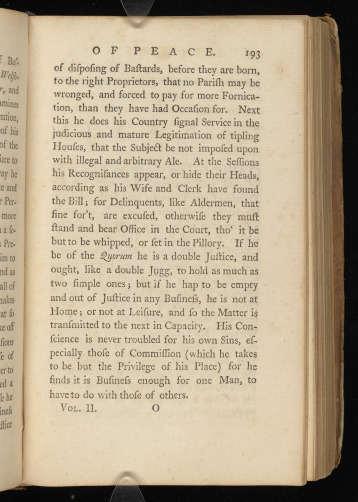 OF PEACE. 193
of diſpoſing of Baſtards, before they are born,
to the right Proprietors, that no Pariſh may be
wronged, and forced to pay for more Fornica-
tion, than they have had Occaſion for. Next
this he does his Country ſignal Service in the
judicious and mature Legitimation of tipling
Houſes, that the Subject be not impoſed upon
with illegal and arbitrary Ale. At the Seſſions
his Recogniſances appear, or hide their Heads,
according as his Wife and Clerk have found
the Bill; for Delinquents, like Aldermen, that
fine for't, are excuſed, otherwiſe they muſt
ſtand and bear Office in the Court, tho' it be
but to be whipped, or ſet in the Pillory. If he
be of the Quorum he is a double Juſtice, and
ought, like a double Jugg, to hold as much as
two ſimple ones; but if he hap to be empty
and out of Juſtice in any Buſineſs, he is not at
Home; or not at Leiſure, and ſo the Matter is
tranſmitted to the next in Capacity. His Con-
ſcience is never troubled for his own Sins, eſ-
pecially thoſe of Commiſſion (which he takes
to be but the Privilege of his Place) for he
finds it is Buſineſs enough for one Man, to
have to do with thoſe of others.
VOL. II. O